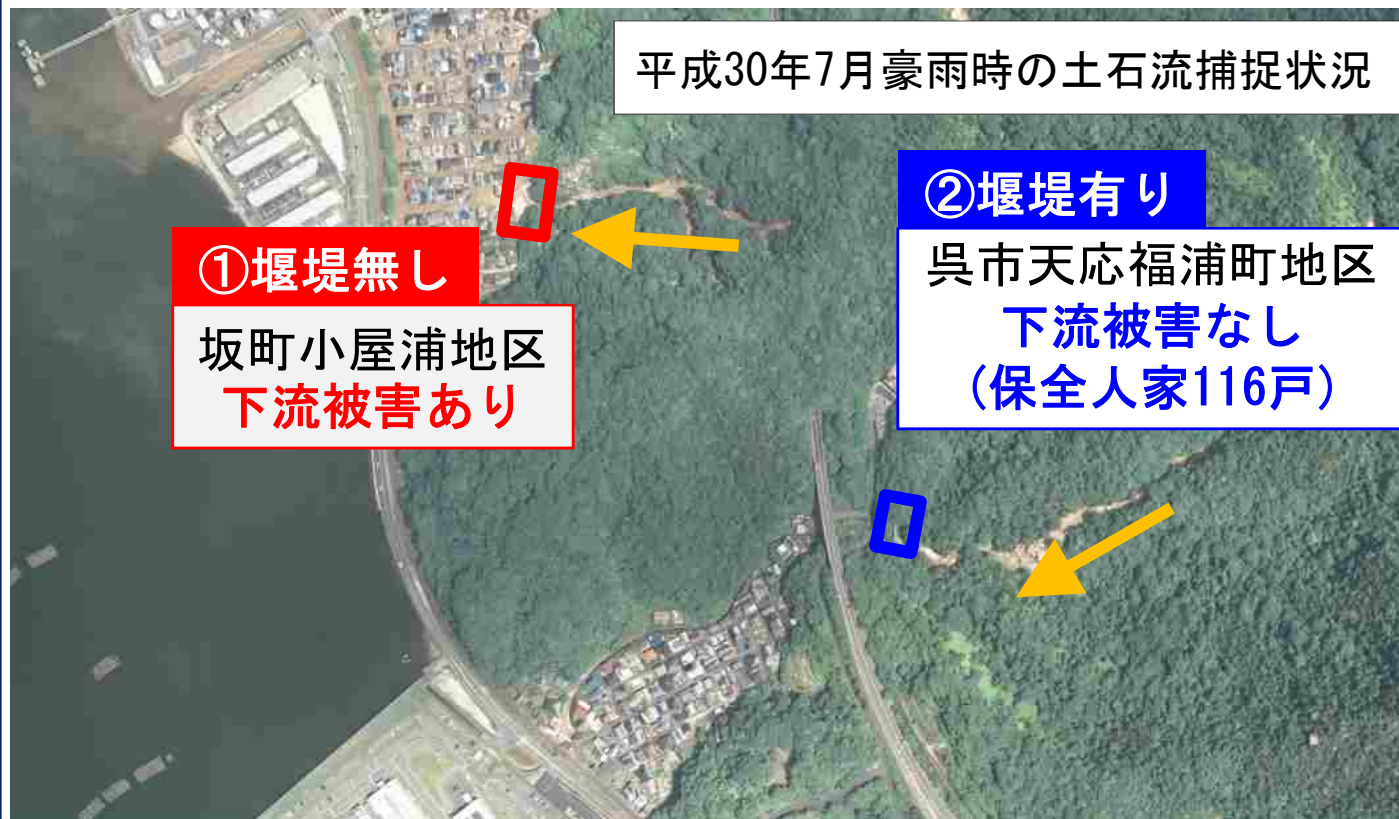 平成30年7月豪雨時の土石流捕捉状況
①堰堤無し
坂町小屋浦地区
下流被害あり
②堰堤有り
呉市天応福浦町地区
下流被害なし
(保全人家116戸)